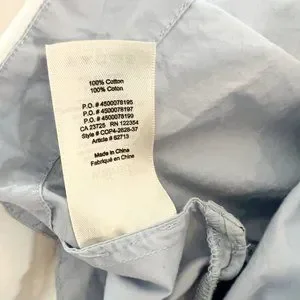 100% Cotton
100% Coton
P.O. # 4500078195
P.O. # 4500078197
P.O. # 4500078199
CA 23725 RN 122354
Style # COP4-2628-37
Article # 82713
Made in China
Fabriqué en Chine